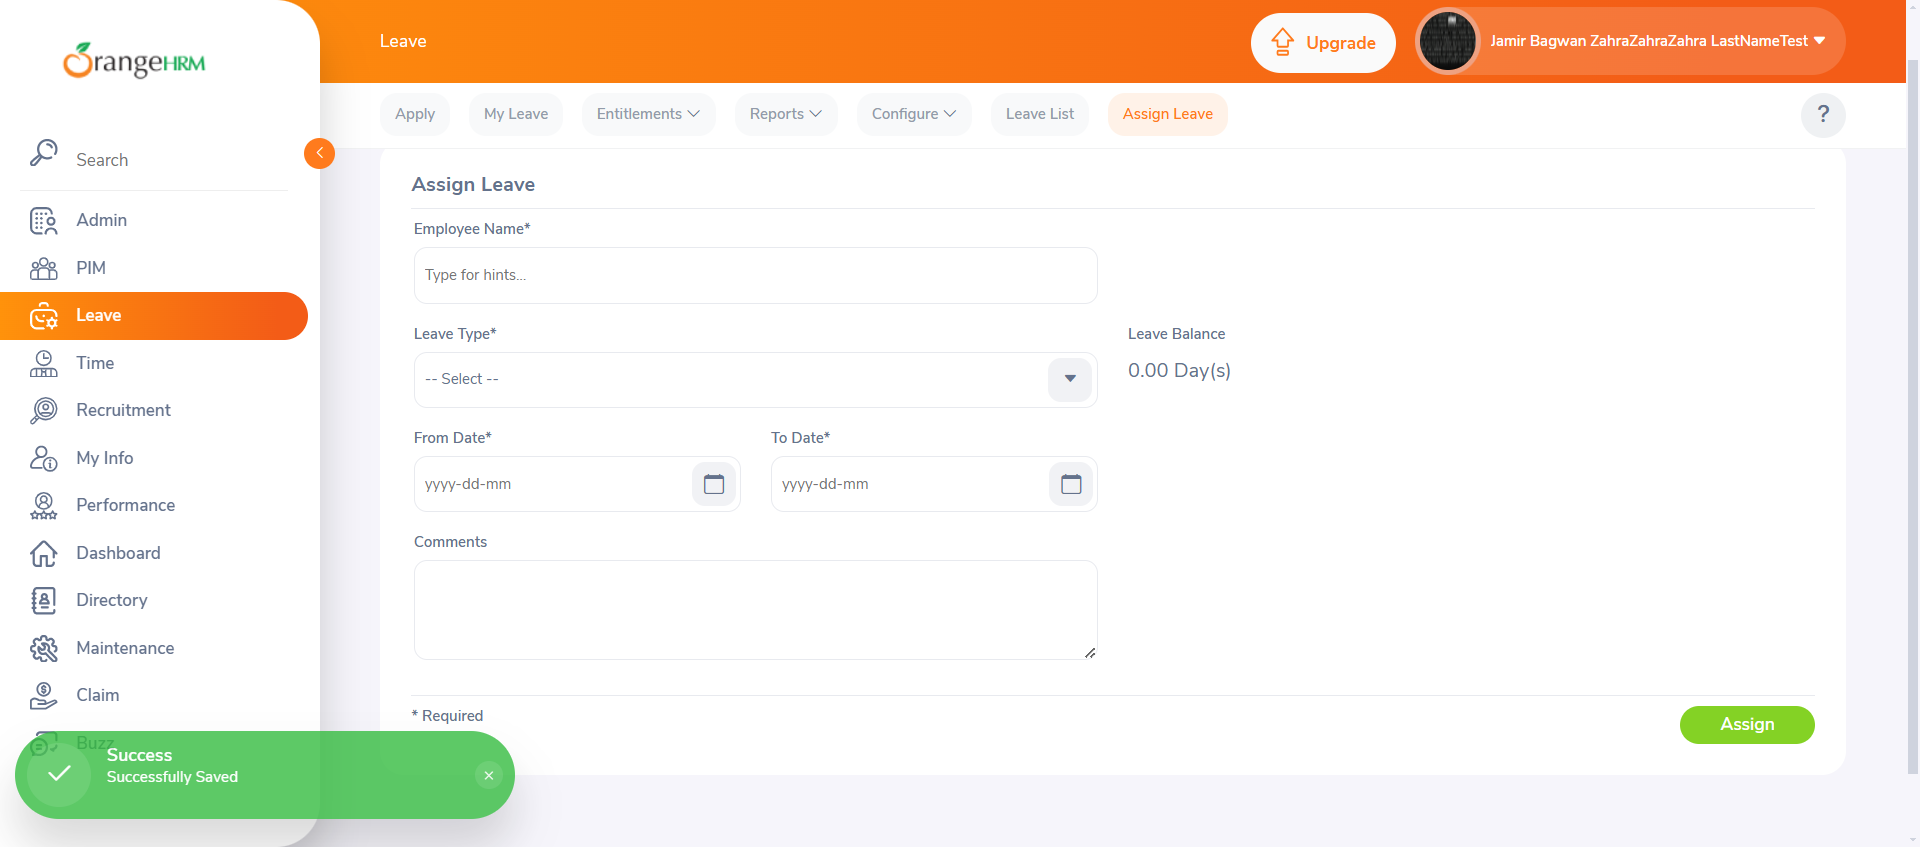 OrangeHRM
Leave
Upgrade
Jamir Bagwan ZahraZahraZahra LastNameTest
Apply
My Leave
Entitlements
Reports
Configure
Leave List
Assign Leave
?
Search
Admin
PIM
Leave
Time
Recruitment
My Info
Performance
Dashboard
Directory
Maintenance
Claim
Buzz
Assign Leave
Employee Name*
Type for hints...
Leave Type*
-- Select --
Leave Balance
0.00 Day(s)
From Date*
yyyy-dd-mm
To Date*
yyyy-dd-mm
Comments
* Required
Assign
Success
Successfully Saved